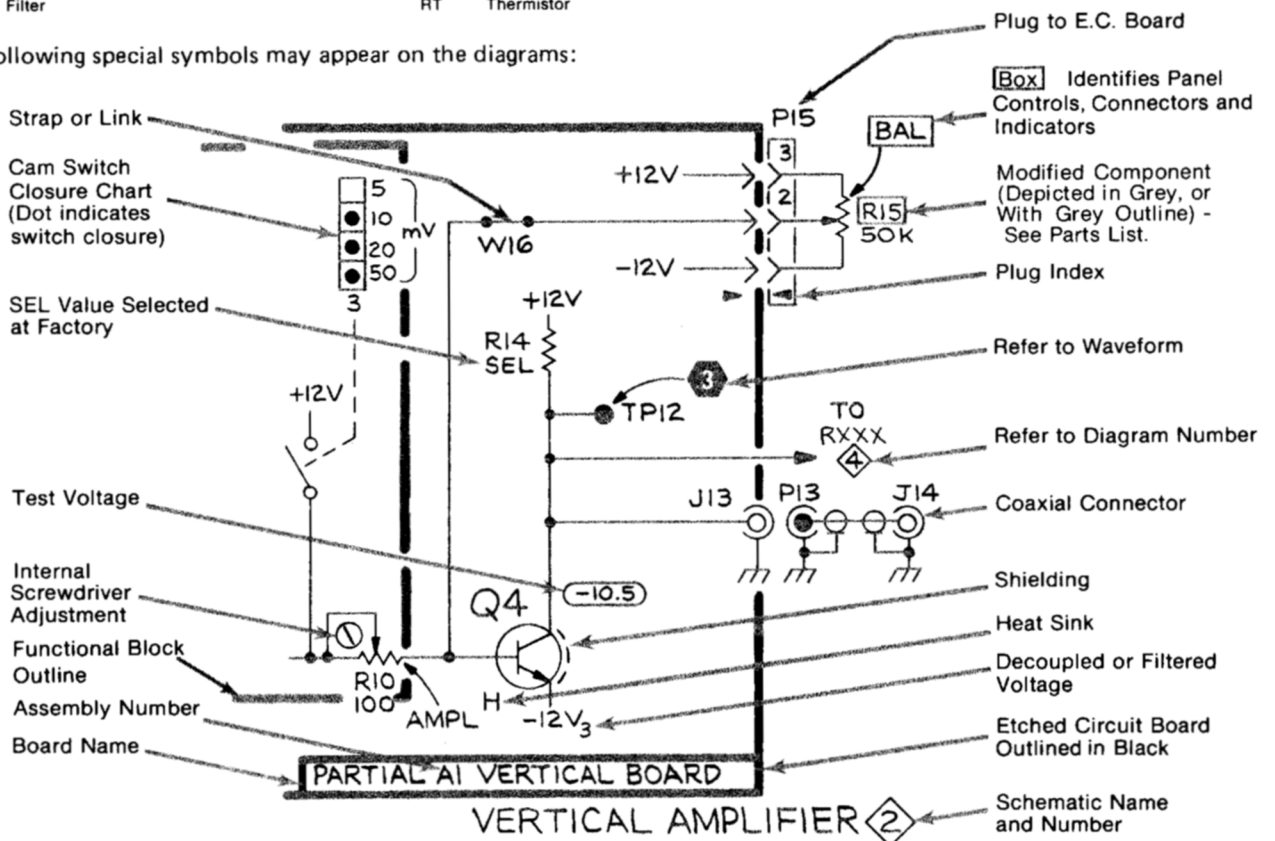 Filter
RT Thermistor
ollowing special symbols may appear on the diagrams:
Plug to E.C. Board
Box Identifies Panel
Controls, Connectors and
Indicators
Strap or Link
Cam Switch
Closure Chart
(Dot indicates
switch closure)
Modified Component
(Depicted in Grey, or
With Grey Outline) -
See Parts List.
Plug Index
SEL Value Selected
at Factory
Refer to Waveform
Refer to Diagram Number
Test Voltage
Coaxial Connector
Internal
Screwdriver
Adjustment
Shielding
Heat Sink
Functional Block
Outline
Decoupled or Filtered
Voltage
Assembly Number
Board Name
Etched Circuit Board
Outlined in Black
Schematic Name
and Number
P15
BAL
3
+12V
2
R15
50K
-12V
5
10
20
50
mV
3
W16
+12V
R14
SEL
3
TP12
+12V
TO
RXXX
4
J13
P13
J14
-10.5
Q4
R10
100
AMPL
H
-12V3
PARTIAL A1 VERTICAL BOARD
VERTICAL AMPLIFIER 2